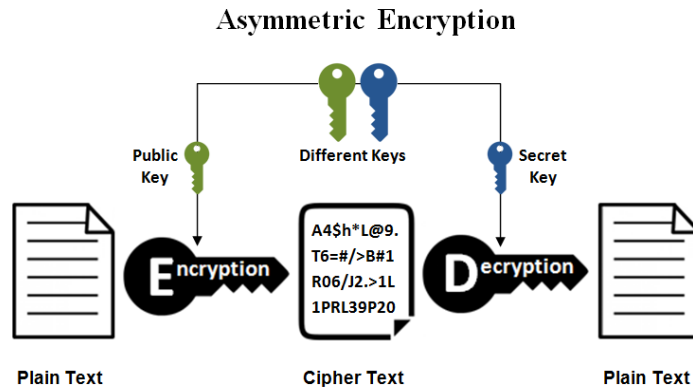 Asymmetric Encryption
Public
Key
Different Keys
Secret
Key
Encryption
A4$h*L@9.
T6=#/>B#1
R06/J2.>1L
1PRL39P20
Decryption
Plain Text
Cipher Text
Plain Text